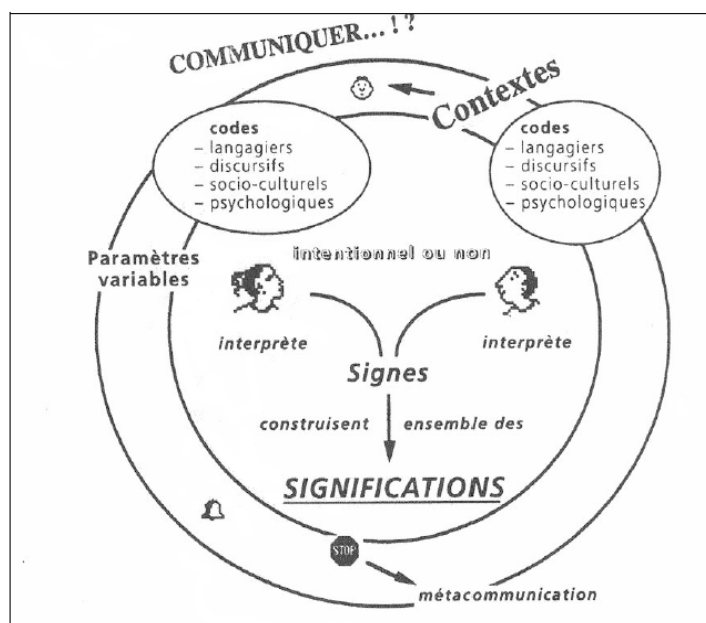 COMMUNIQUER...!?
Contextes
codes
– langagiers
– discursifs
– socio-culturels
– psychologiques
codes
– langagiers
– discursifs
– socio-culturels
– psychologiques
Paramètres
variables
intentionnel ou non
interprète
interprète
Signes
construisent
ensemble des
SIGNIFICATIONS
STOP
métacommunication